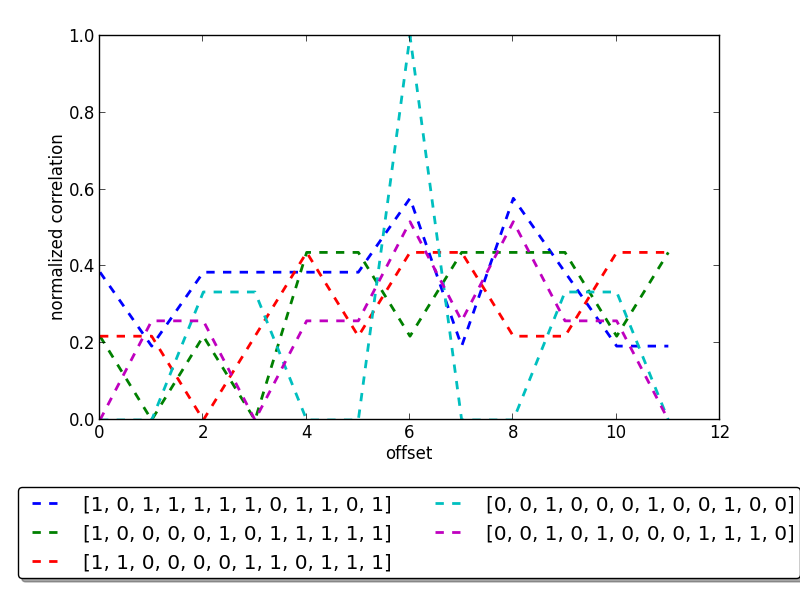 1.0
0.8
0.6
0.4
0.2
0.0
normalized correlation
0 2 4 6 8 10 12
offset
[1, 0, 1, 1, 1, 1, 1, 0, 1, 1, 0, 1]
[1, 0, 0, 0, 0, 1, 0, 1, 1, 1, 1, 1]
[1, 1, 0, 0, 0, 0, 1, 1, 0, 1, 1, 1]
[0, 0, 1, 0, 0, 0, 1, 0, 0, 1, 0, 0]
[0, 0, 1, 0, 1, 0, 0, 0, 1, 1, 1, 0]